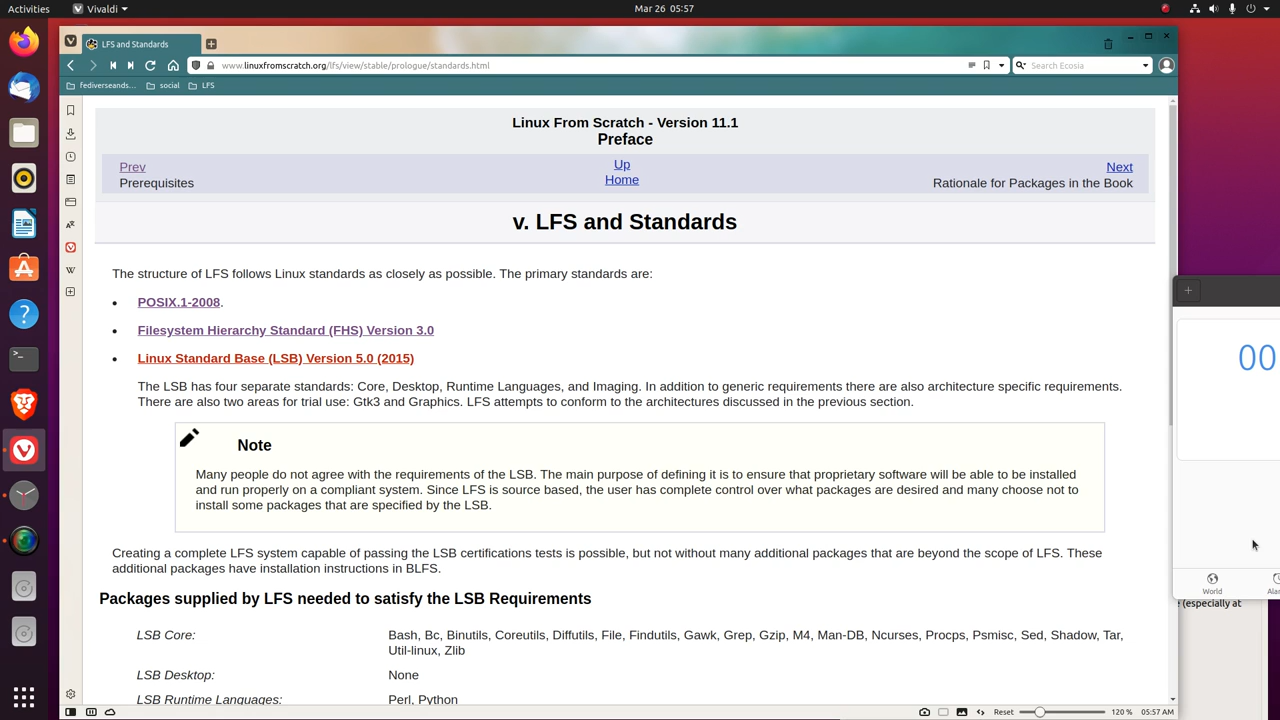 Activities
Vivaldi
Mar 26 05:57
LFS and Standards
www.linuxfromscratch.org/lfs/view/stable/prologue/standards.html
Search Ecosia
fediverseands...
social
LFS
Linux From Scratch - Version 11.1
Preface
Prev
Up
Next
Prerequisites
Home
Rationale for Packages in the Book
v. LFS and Standards
The structure of LFS follows Linux standards as closely as possible. The primary standards are:
• POSIX.1-2008.
• Filesystem Hierarchy Standard (FHS) Version 3.0
• Linux Standard Base (LSB) Version 5.0 (2015)
The LSB has four separate standards: Core, Desktop, Runtime Languages, and Imaging. In addition to generic requirements there are also architecture specific requirements.
There are also two areas for trial use: Gtk3 and Graphics. LFS attempts to conform to the architectures discussed in the previous section.
Note
Many people do not agree with the requirements of the LSB. The main purpose of defining it is to ensure that proprietary software will be able to be installed
and run properly on a compliant system. Since LFS is source based, the user has complete control over what packages are desired and many choose not to
install some packages that are specified by the LSB.
Creating a complete LFS system capable of passing the LSB certifications tests is possible, but not without many additional packages that are beyond the scope of LFS. These
additional packages have installation instructions in BLFS.
Packages supplied by LFS needed to satisfy the LSB Requirements
LSB Core: Bash, Bc, Binutils, Coreutils, Diffutils, File, Findutils, Gawk, Grep, Gzip, M4, Man-DB, Ncurses, Procps, Psmisc, Sed, Shadow, Tar,
Util-linux, Zlib
LSB Desktop: None
LSB Runtime Languages: Perl, Python
00
World
Alar
(especially at
Reset
120 %
05:57 AM